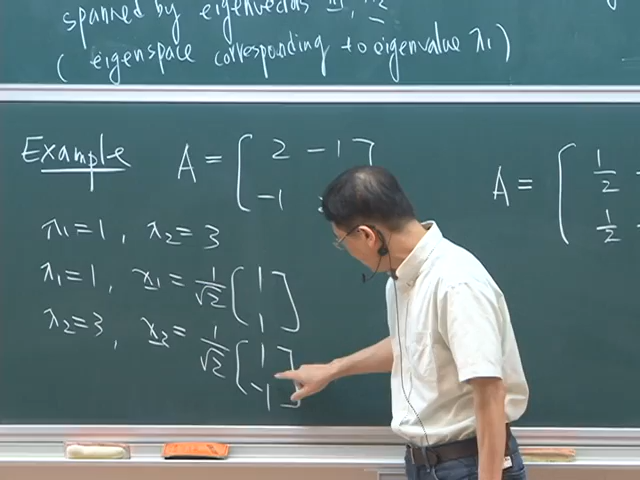 spanned by eigenvectors x1, x2
( eigenspace corresponding to eigenvalue λ1 )
Example A = [ 2 -1
-1
λ1=1, λ2=3
λ1=1, x1 = 1/√2 [ 1
1 ]
λ2=3, x2 = 1/√2 [ 1
-1 ]
A = [ 1/2
1/2